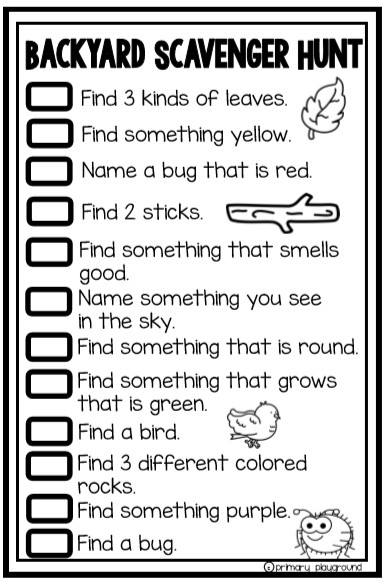 BACKYARD SCAVENGER HUNT
Find 3 kinds of leaves.
Find something yellow.
Name a bug that is red.
Find 2 sticks.
Find something that smells
good.
Name something you see
in the sky.
Find something that is round.
Find something that grows
that is green.
Find a bird.
Find 3 different colored
rocks.
Find something purple.
Find a bug.
©primary playground